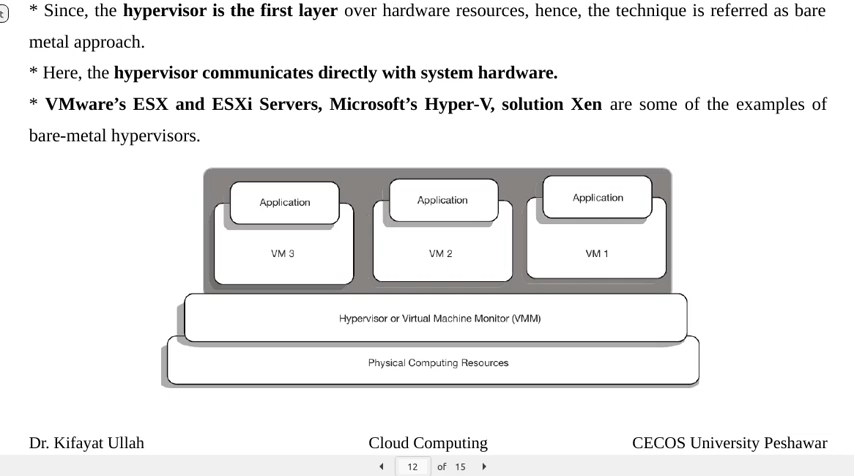 * Since, the hypervisor is the first layer over hardware resources, hence, the technique is referred as bare
metal approach.
* Here, the hypervisor communicates directly with system hardware.
* VMware's ESX and ESXi Servers, Microsoft's Hyper-V, solution Xen are some of the examples of
bare-metal hypervisors.
Application
Application
Application
VM 3
VM 2
VM 1
Hypervisor or Virtual Machine Monitor (VMM)
Physical Computing Resources
Dr. Kifayat Ullah
Cloud Computing
CECOS University Peshawar
12 of 15